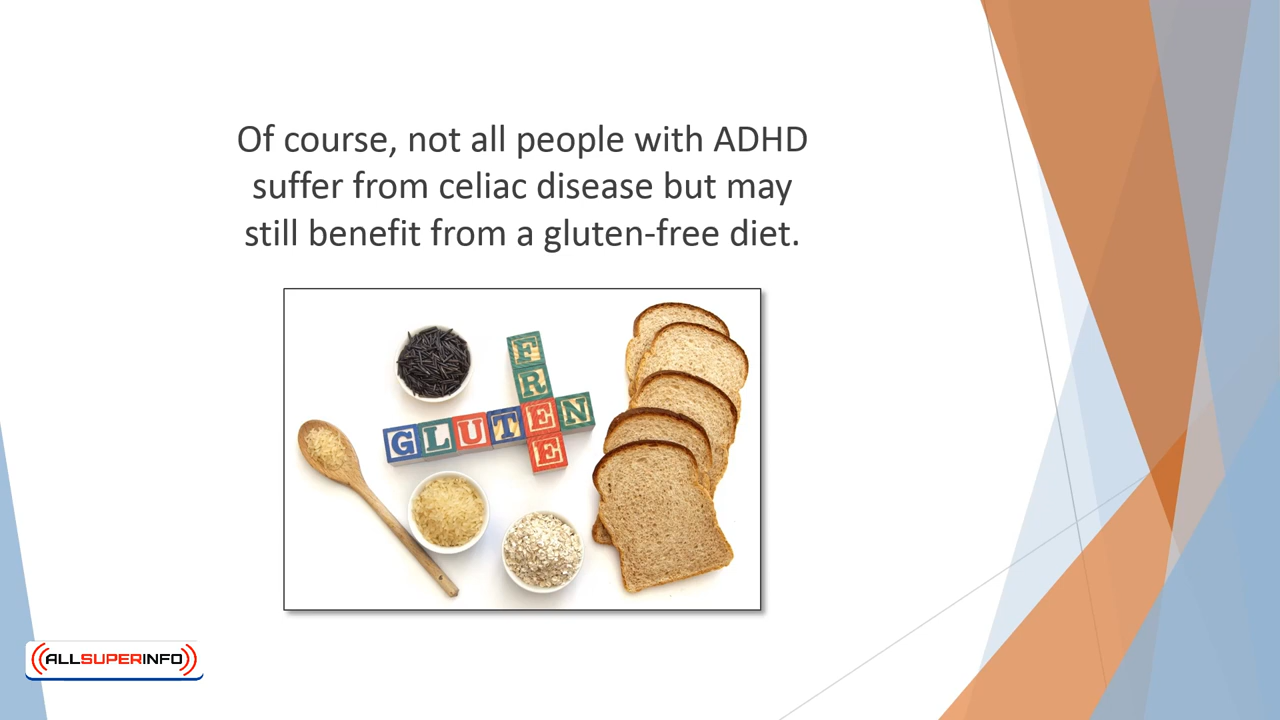 Of course, not all people with ADHD
suffer from celiac disease but may
still benefit from a gluten-free diet.
FREE
GLUTEN
ALLSUPERINFO